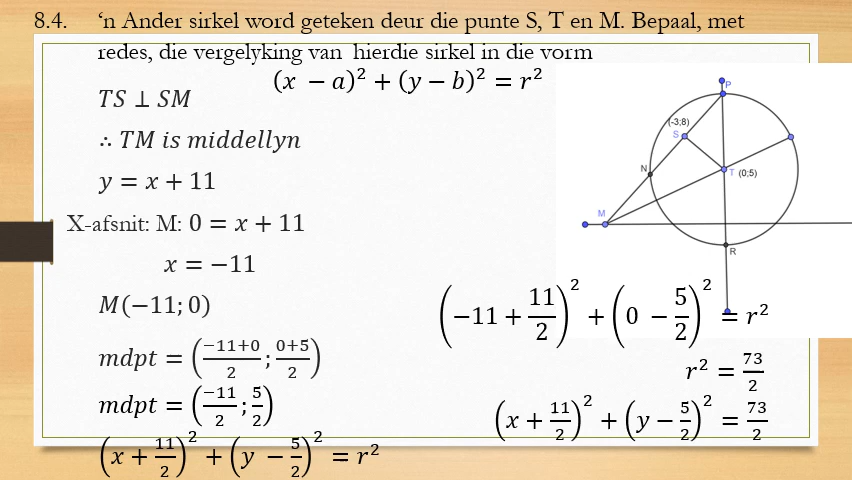 8.4. ‘n Ander sirkel word geteken deur die punte S, T en M. Bepaal, met
redes, die vergelyking van hierdie sirkel in die vorm
(x − a)² + (y − b)² = r²
TS ⊥ SM
∴ TM is middellyn
y = x + 11
X-afsnit: M: 0 = x + 11
x = −11
M(−11; 0)
mdpt = (−11+0/2 ; 0+5/2)
mdpt = (−11/2 ; 5/2)
(x + 11/2)² + (y − 5/2)² = r²
P
(-3;8)
S
N
T (0;5)
M
R
(−11 + 11/2)² + (0 − 5/2)² = r²
r² = 73/2
(x + 11/2)² + (y − 5/2)² = 73/2